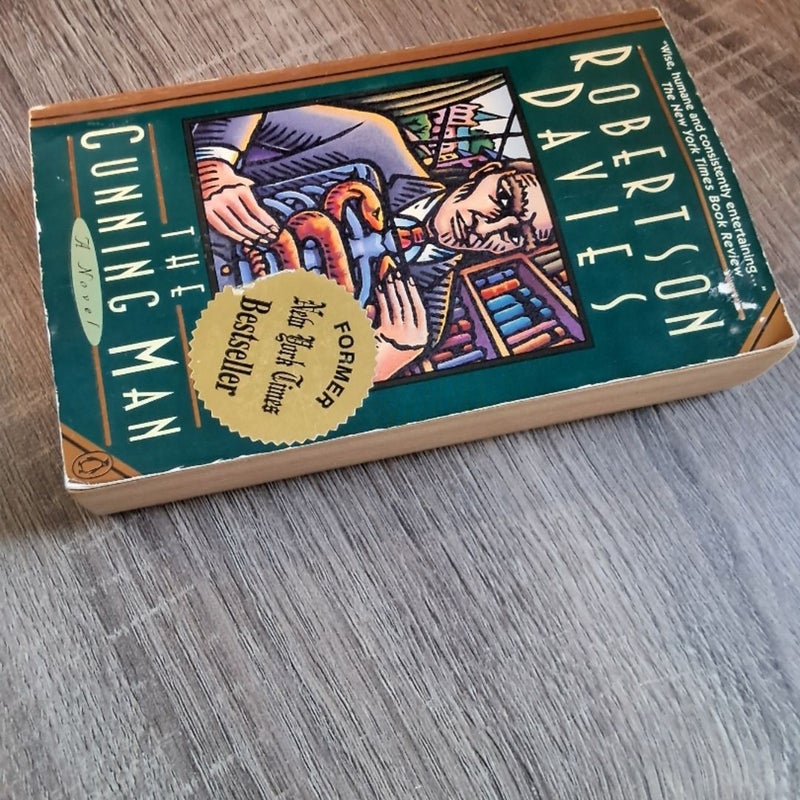 "Wise, humane and consistently entertaining..."
The New York Times Book Review
ROBERTSON
DAVIES
FORMER
New York Times
Bestseller
THE
CUNNING MAN
A Novel